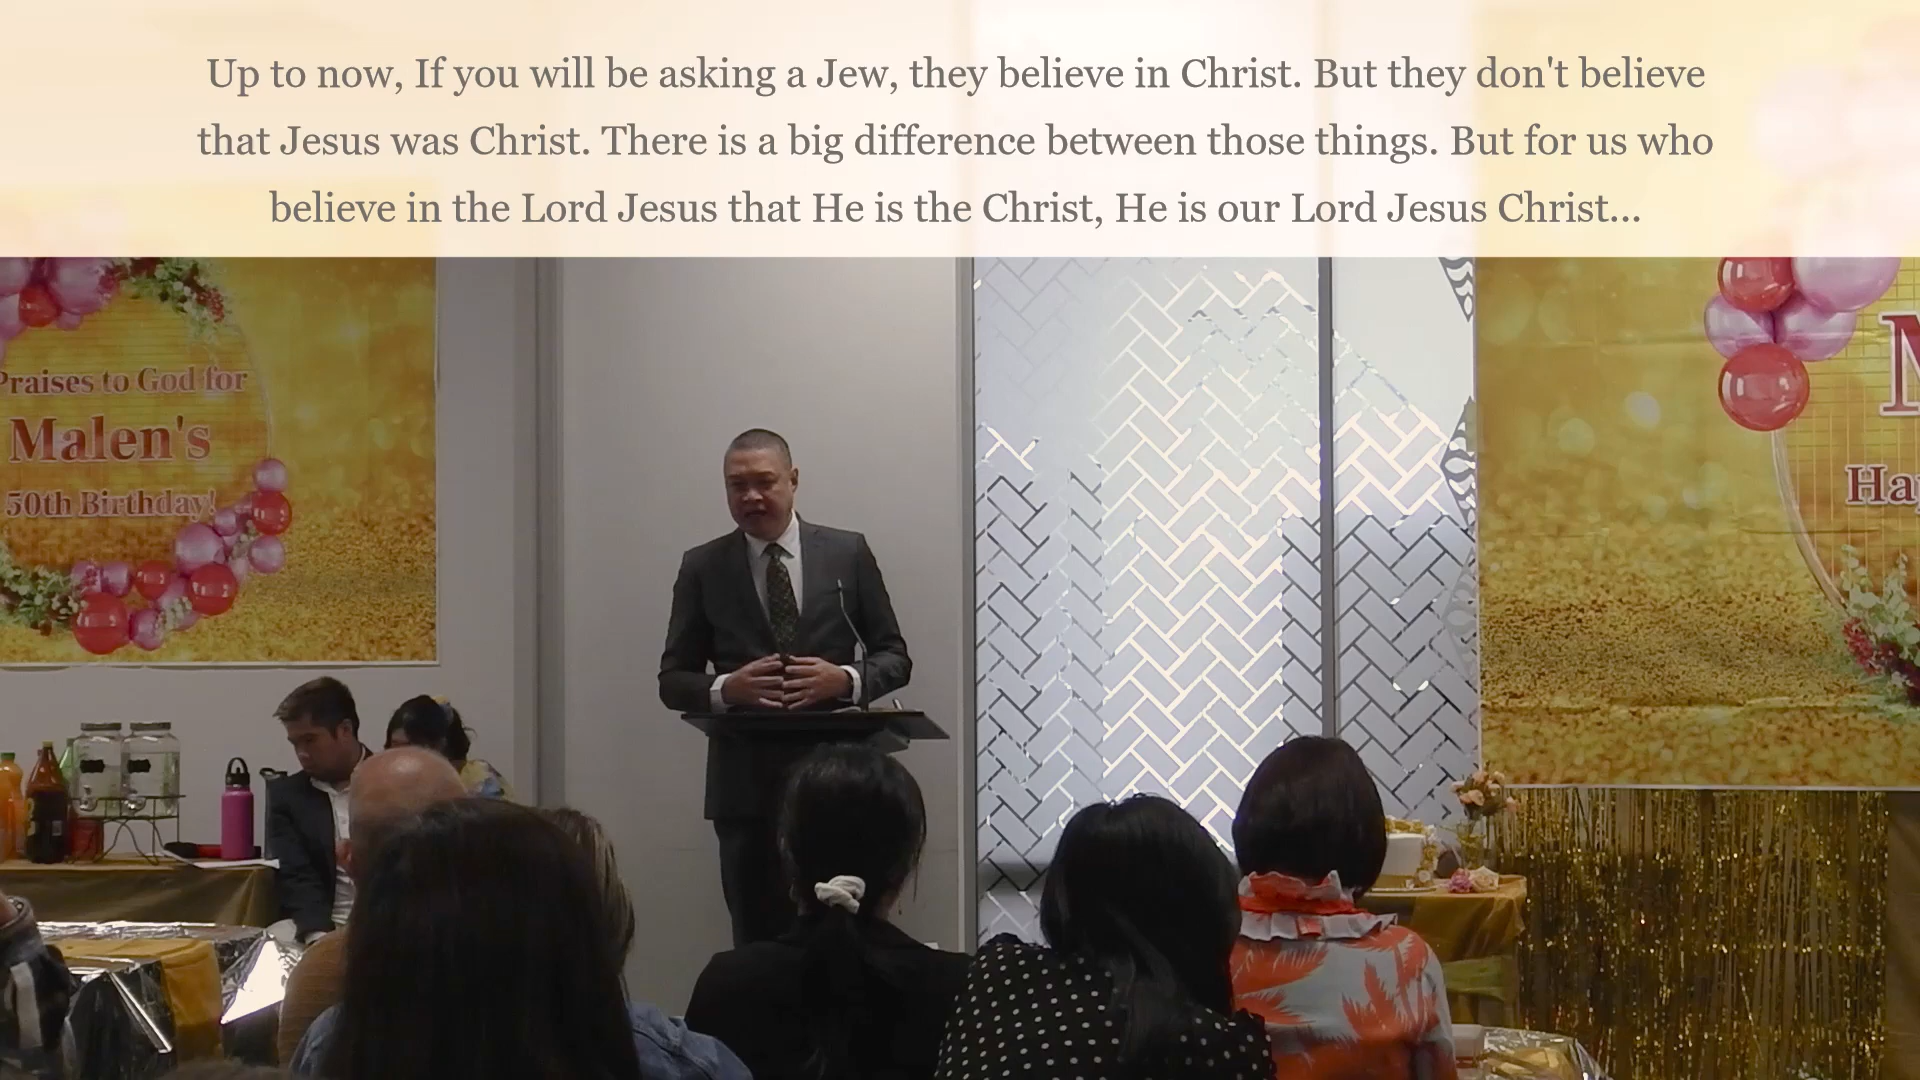 Up to now, If you will be asking a Jew, they believe in Christ. But they don't believe
that Jesus was Christ. There is a big difference between those things. But for us who
believe in the Lord Jesus that He is the Christ, He is our Lord Jesus Christ...
Praises to God for
Malen's
50th Birthday!
M
Hap